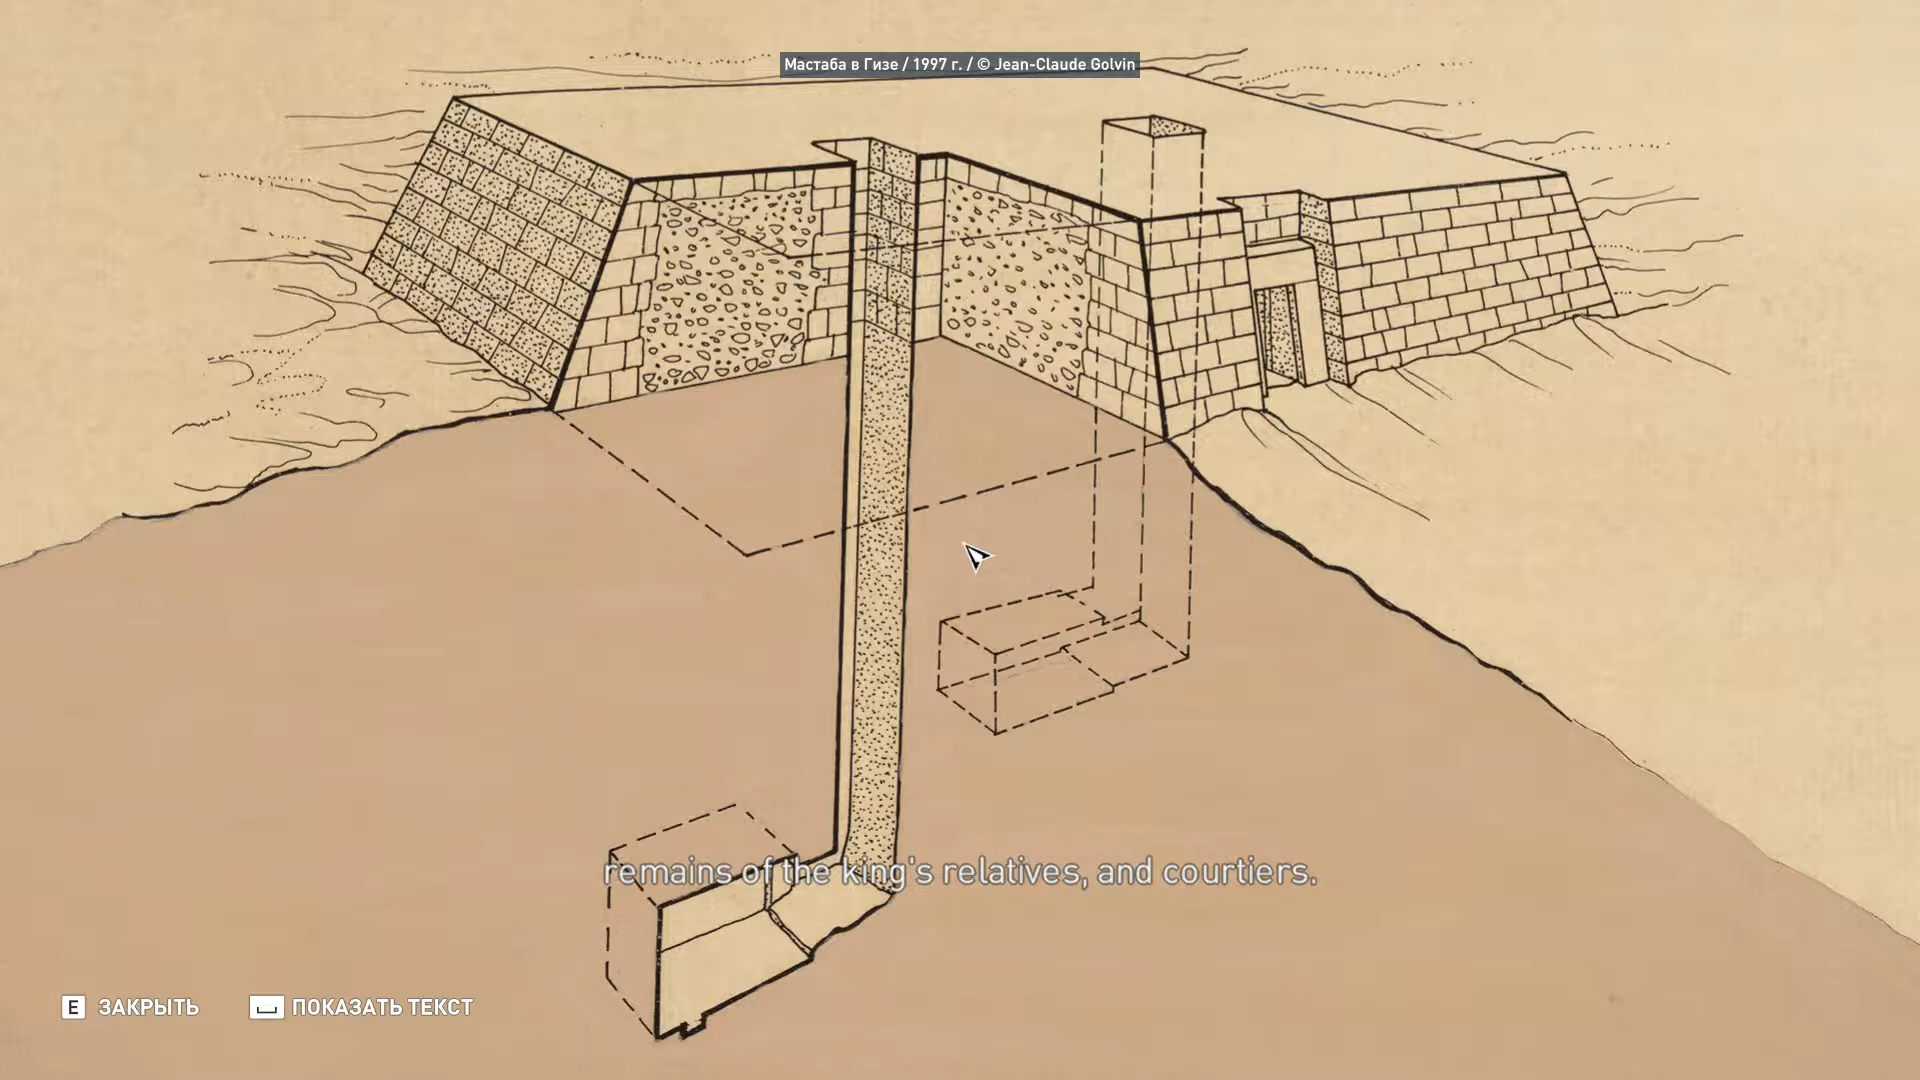 Мастаба в Гизе / 1997 г. / © Jean-Claude Golvin
remains of the king's relatives, and courtiers.
E ЗАКРЫТЬ ПОКАЗАТЬ ТЕКСТ